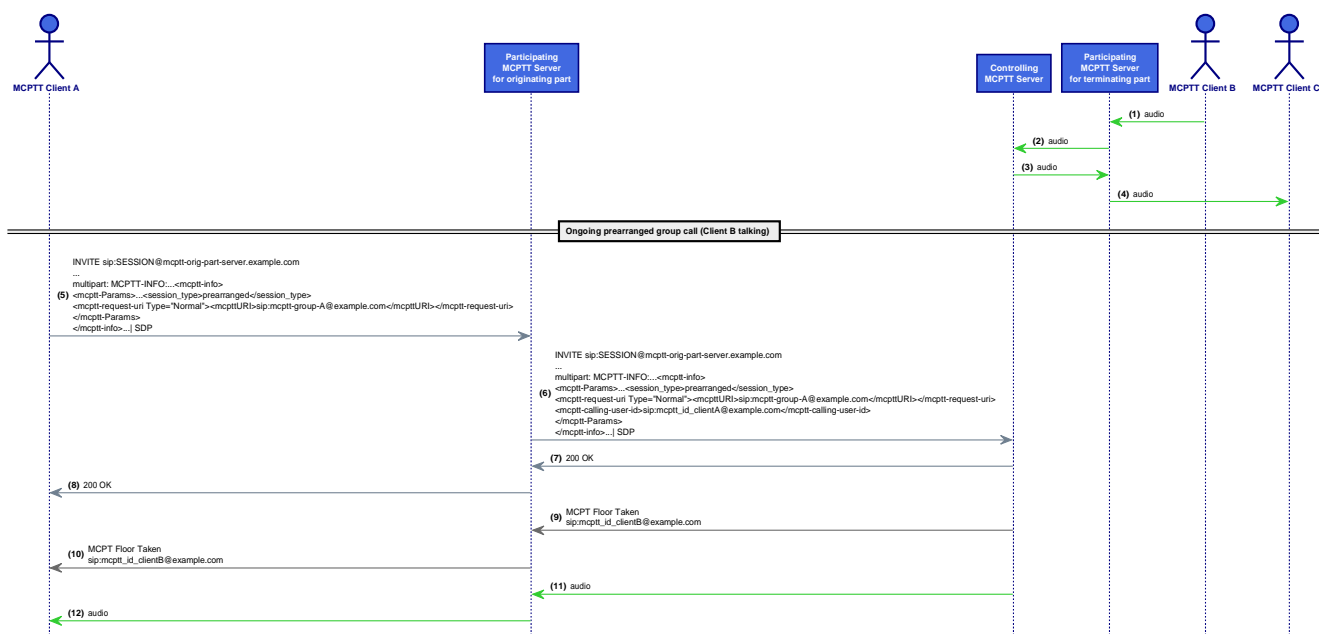 MCPTT Client A
Participating
MCPTT Server
for originating part
Controlling
MCPTT Server
Participating
MCPTT Server
for terminating part
MCPTT Client B
MCPTT Client C
(1) audio
(2) audio
(3) audio
(4) audio
Ongoing prearranged group call (Client B talking)
INVITE sip:SESSION@mcptt-orig-part-server.example.com
...
multipart: MCPTT-INFO:...<mcptt-info>
(5) <mcptt-Params>...<session_type>prearranged</session_type>
<mcptt-request-uri Type="Normal"><mcpttURI>sip:mcptt-group-A@example.com</mcpttURI></mcptt-request-uri>
</mcptt-Params>
</mcptt-info>...| SDP
INVITE sip:SESSION@mcptt-orig-part-server.example.com
...
multipart: MCPTT-INFO:...<mcptt-info>
<mcptt-Params>...<session_type>prearranged</session_type>
(6) <mcptt-request-uri Type="Normal"><mcpttURI>sip:mcptt-group-A@example.com</mcpttURI></mcptt-request-uri>
<mcptt-calling-user-id>sip:mcptt_id_clientA@example.com</mcptt-calling-user-id>
</mcptt-Params>
</mcptt-info>...| SDP
(7) 200 OK
(8) 200 OK
(9) MCPT Floor Taken
sip:mcptt_id_clientB@example.com
(10) MCPT Floor Taken
sip:mcptt_id_clientB@example.com
(11) audio
(12) audio